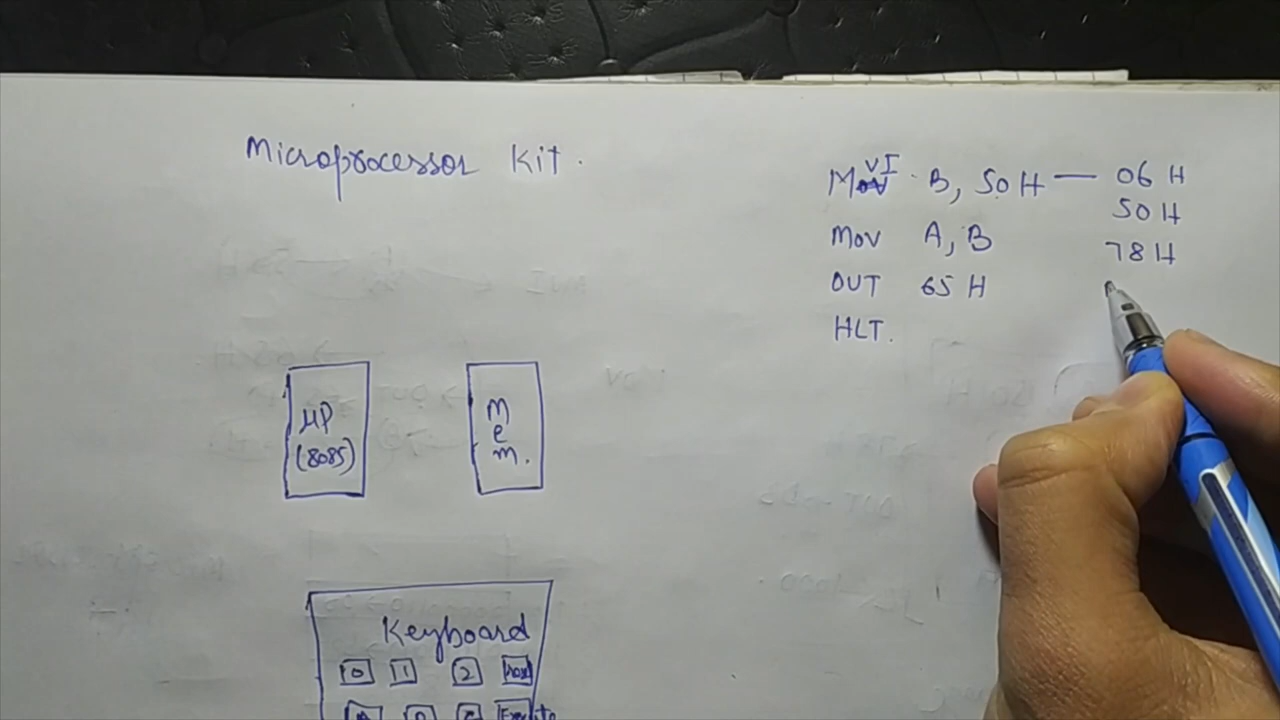 Microprocessor Kit.
MVI B, 50H — 06 H
50 H
MOV A, B 78 H
OUT 65 H
HLT.
μP
(8085)
Mem.
Keyboard
0 1 2